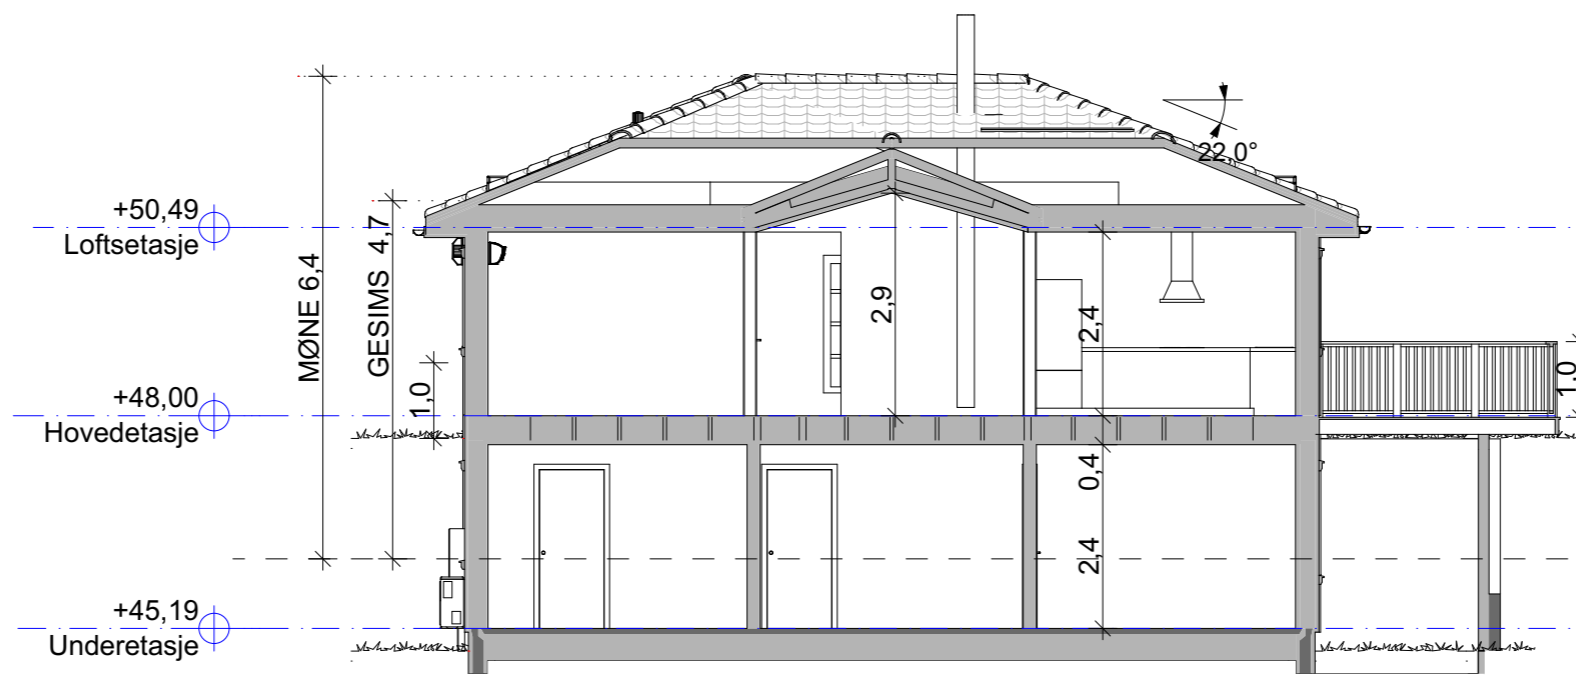 22,0°
+50,49
Loftsetasje
MØNE 6,4
GESIMS 4,7
2,9
2,4
1,0
1,0
+48,00
Hovedetasje
0,4
2,4
+45,19
Underetasje